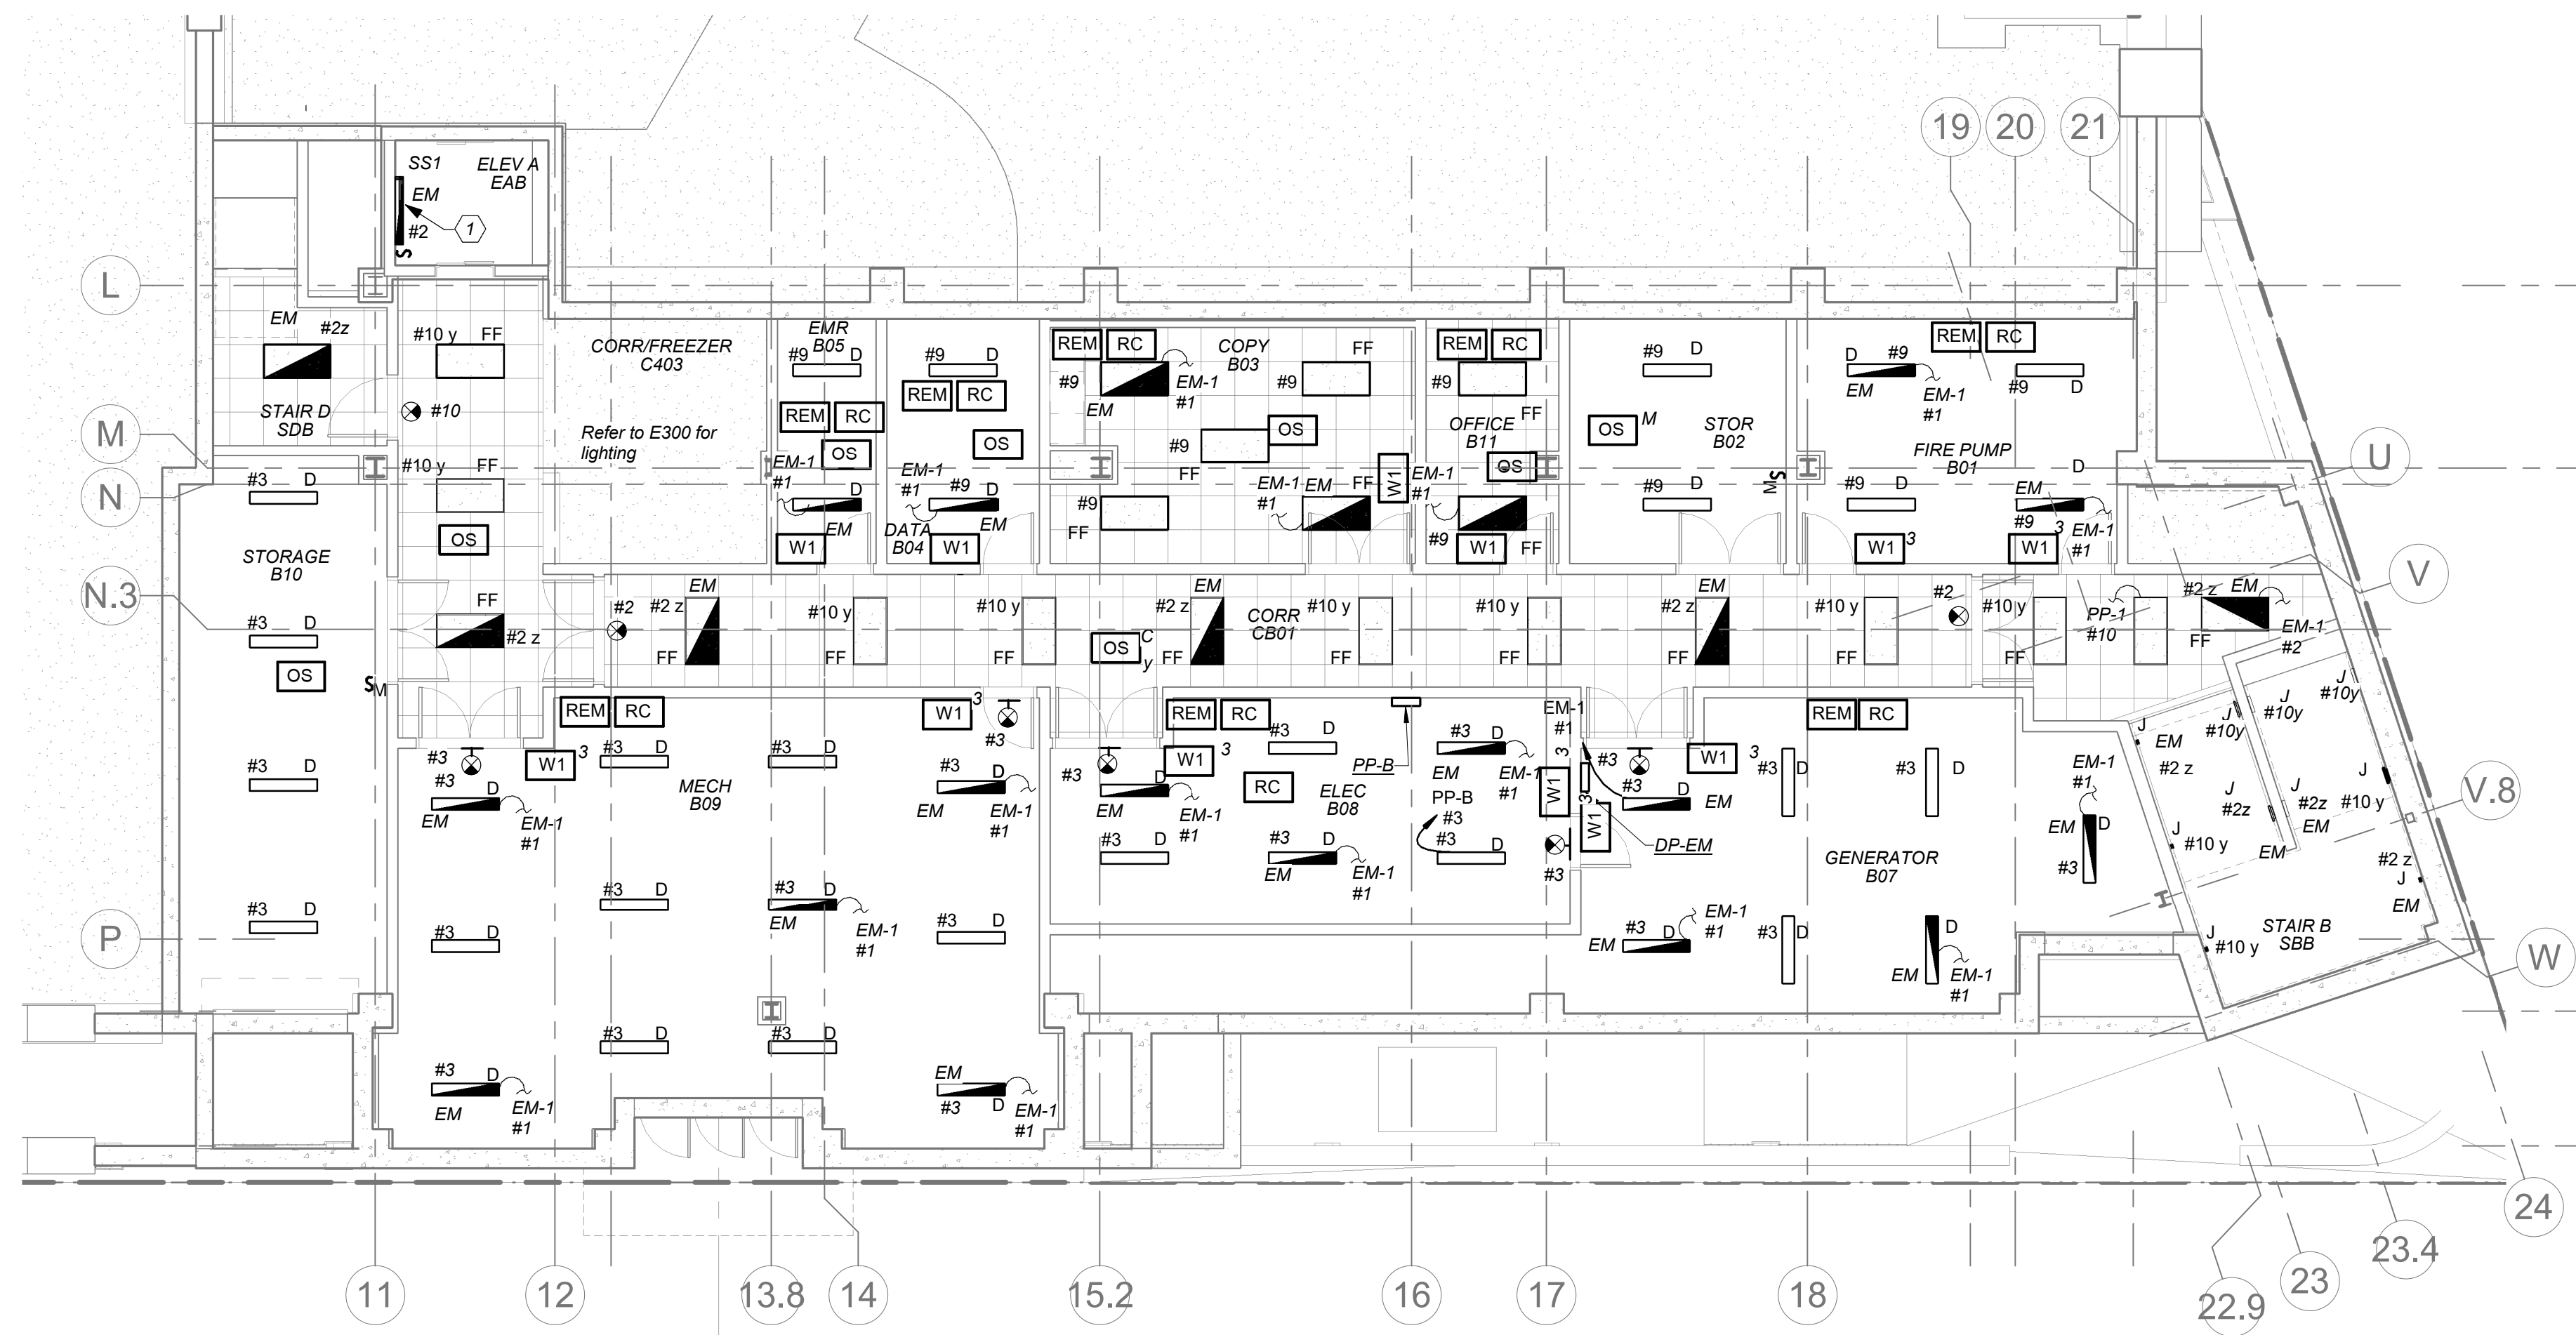 19
20
21
SS1
ELEV A
EAB
EM
1
#2
S
L
EM
#2z
#10 y
FF
CORR/FREEZER
C403
EMR
B05
#9
D
#9
D
REM
RC
COPY
B03
FF
REM
RC
#9
D
STOR
B02
REM
RC
D
#9
EM
EM-1
#1
#9
D
STAIR D
SDB
#10
M
Refer to E300 for
lighting
REM
RC
REM
RC
#9
EM
EM-1
#1
#9
#9
FF
OFFICE
B11
OS
M
FIRE PUMP
B01
U
OS
OS
#9
OS
FF
OS
W1
#10 y
FF
#3
D
N
EM-1
#1
D
EM
EM-1
#1
#9
D
EM
DATA
B04
W1
W1
#9
FF
EM-1
#1
EM
FF
EM-1
#1
#9
W1
FF
#9
D
M
S
#9
D
D
EM
#9
3
EM-1
#1
W1
3
W1
OS
STORAGE
B10
V
N.3
FF
#2 z
#2
EM
#2 z
FF
#10 y
FF
#10 y
FF
EM
#2 z
FF
CORR
CB01
#10 y
FF
#10 y
FF
EM
#2 z
FF
#10 y
FF
#2
#10 y
FF
PP-1
#10
#2 z
EM
FF
EM-1
#2
OS
C
y
#3
D
OS
S
M
REM
RC
W1
3
#3
#3
#3
D
EM
EM-1
#1
W1
3
#3
D
#3
D
MECH
B09
#3
D
EM
EM-1
#1
REM
RC
#3
D
W1
3
#3
D
EM
EM-1
#1
RC
ELEC
B08
PP-B
#3
D
EM
EM-1
#1
PP-B
#3
#3
D
EM-1
#1
3
W1
3
W1
DP-EM
#3
#3
D
EM
W1
3
REM
RC
#3
D
#3
D
GENERATOR
B07
EM-1
#1
EM
D
#3
J
#10y
J
#10y
J
#10y
J
EM
#2 z
J
#2z
J
#2z
EM
J
#10 y
V.8
J
#10 y
EM
#2 z
J
EM
STAIR B
SBB
J
#10 y
W
#3
D
#3
D
#3
D
#3
D
EM
EM-1
#1
#3
D
#3
D
EM
EM-1
#1
#3
#3
D
EM
EM-1
#1
#3
D
D
EM
EM-1
#1
P
#3
D
#3
D
#3
D
#3
D
#3
D
EM
EM-1
#1
EM
#3
D
EM-1
#1
11
12
13.8
14
15.2
16
17
18
22.9
23
23.4
24